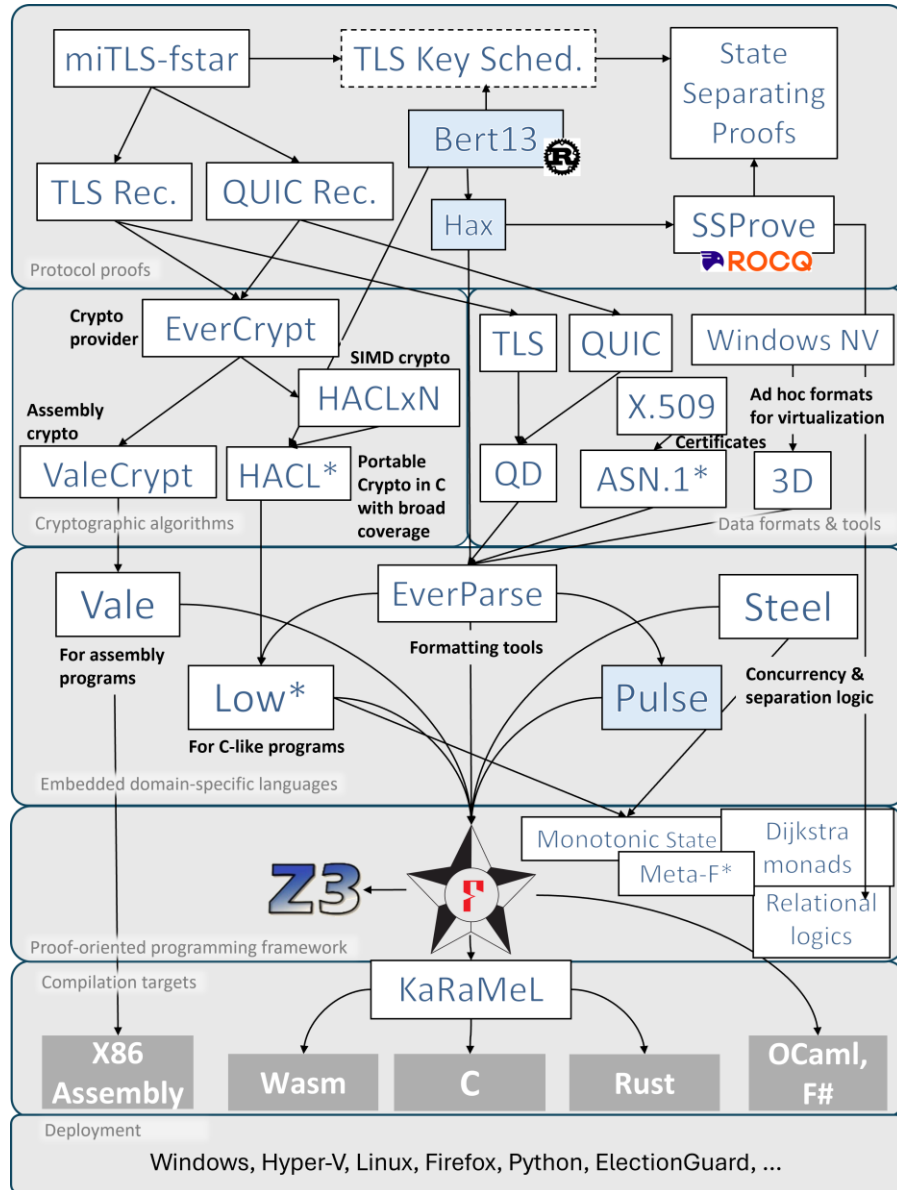 miTLS-fstar
TLS Key Sched.
State
Separating
Proofs
Bert13
R
TLS Rec.
QUIC Rec.
Hax
SSProve
ROCQ
Protocol proofs
Crypto
provider
EverCrypt
TLS
QUIC
Windows NV
SIMD crypto
HACLxN
X.509
Ad hoc formats
for virtualization
Assembly
crypto
Certificates
ValeCrypt
HACL*
Portable
Crypto in C
with broad
coverage
QD
ASN.1*
3D
Cryptographic algorithms
Data formats & tools
Vale
EverParse
Steel
For assembly
programs
Formatting tools
Low*
Pulse
Concurrency &
separation logic
For C-like programs
Embedded domain-specific languages
Monotonic State
Dijkstra
monads
Meta-F*
Z3
F
Relational
logics
Proof-oriented programming framework
Compilation targets
KaRaMeL
X86
Assembly
Wasm
C
Rust
OCaml,
F#
Deployment
Windows, Hyper-V, Linux, Firefox, Python, ElectionGuard, ...